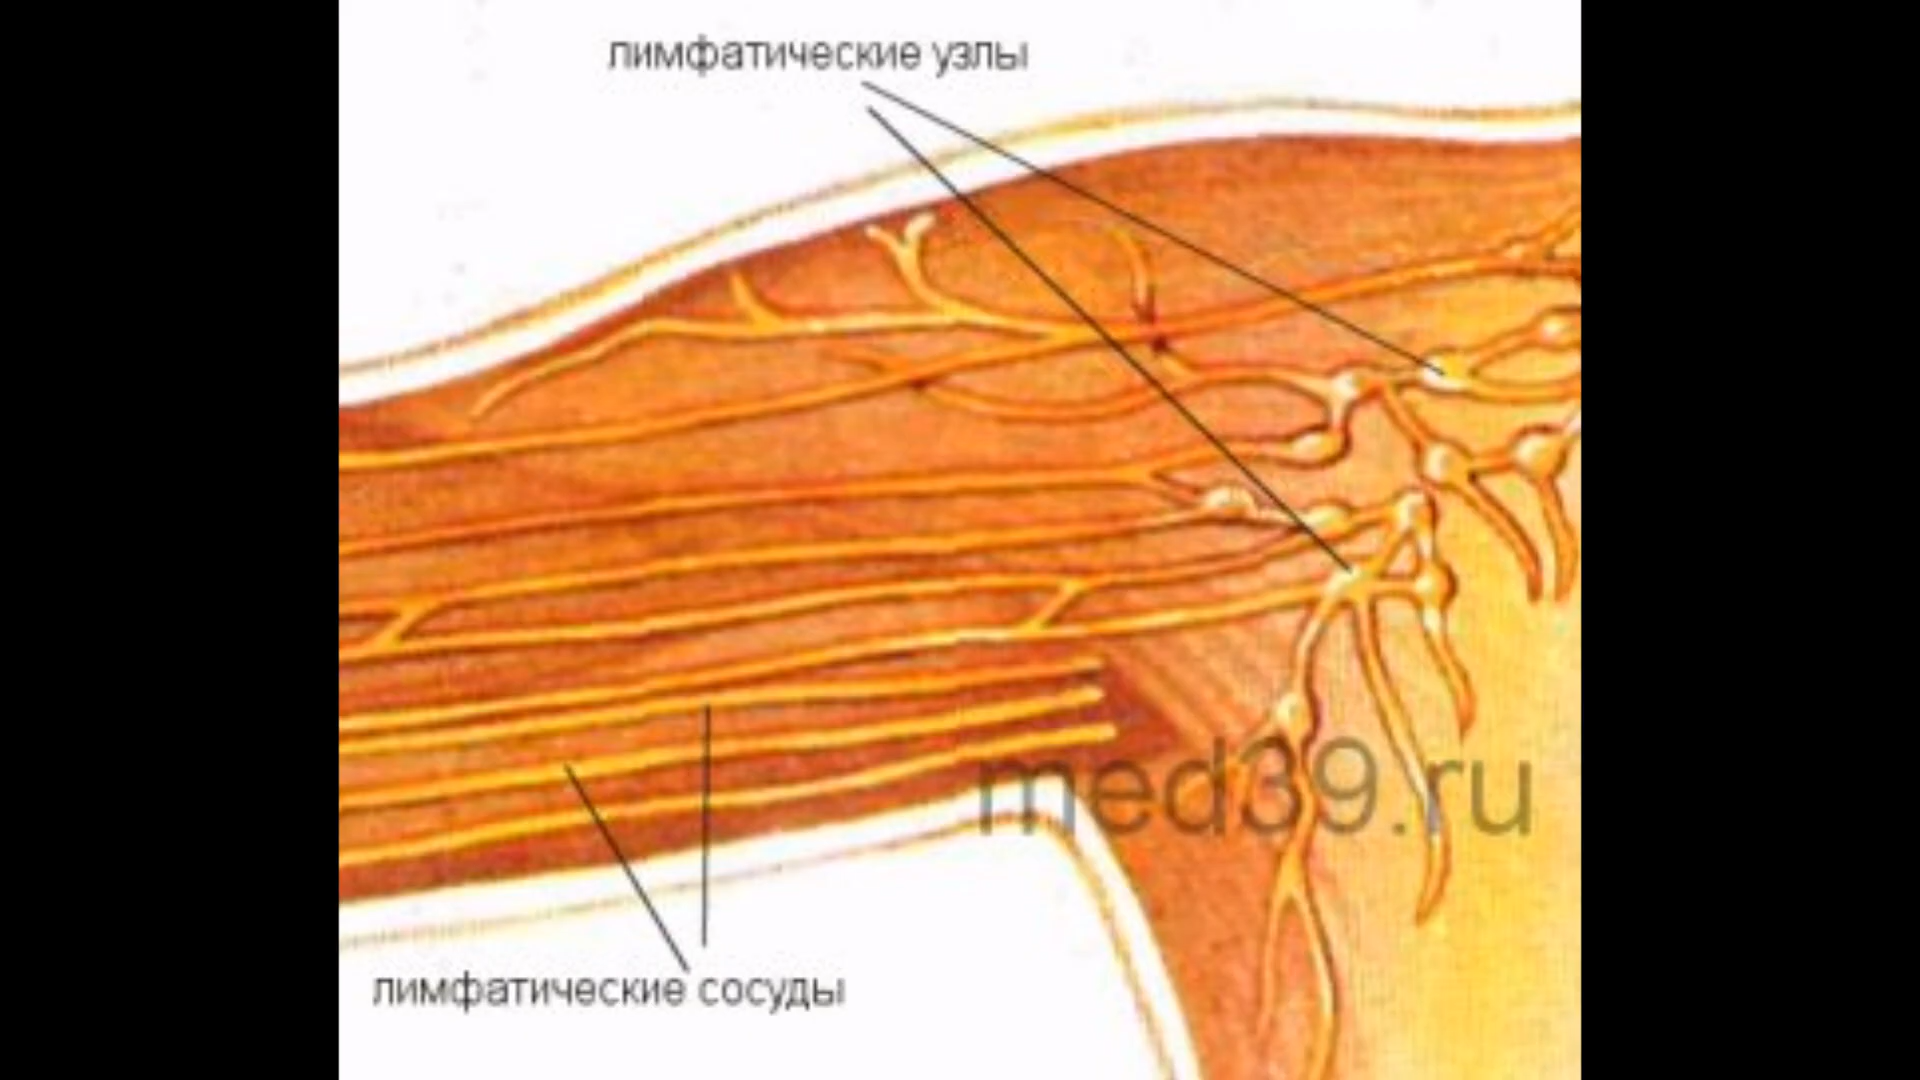 лимфатические узлы
med39.ru
лимфатические сосуды